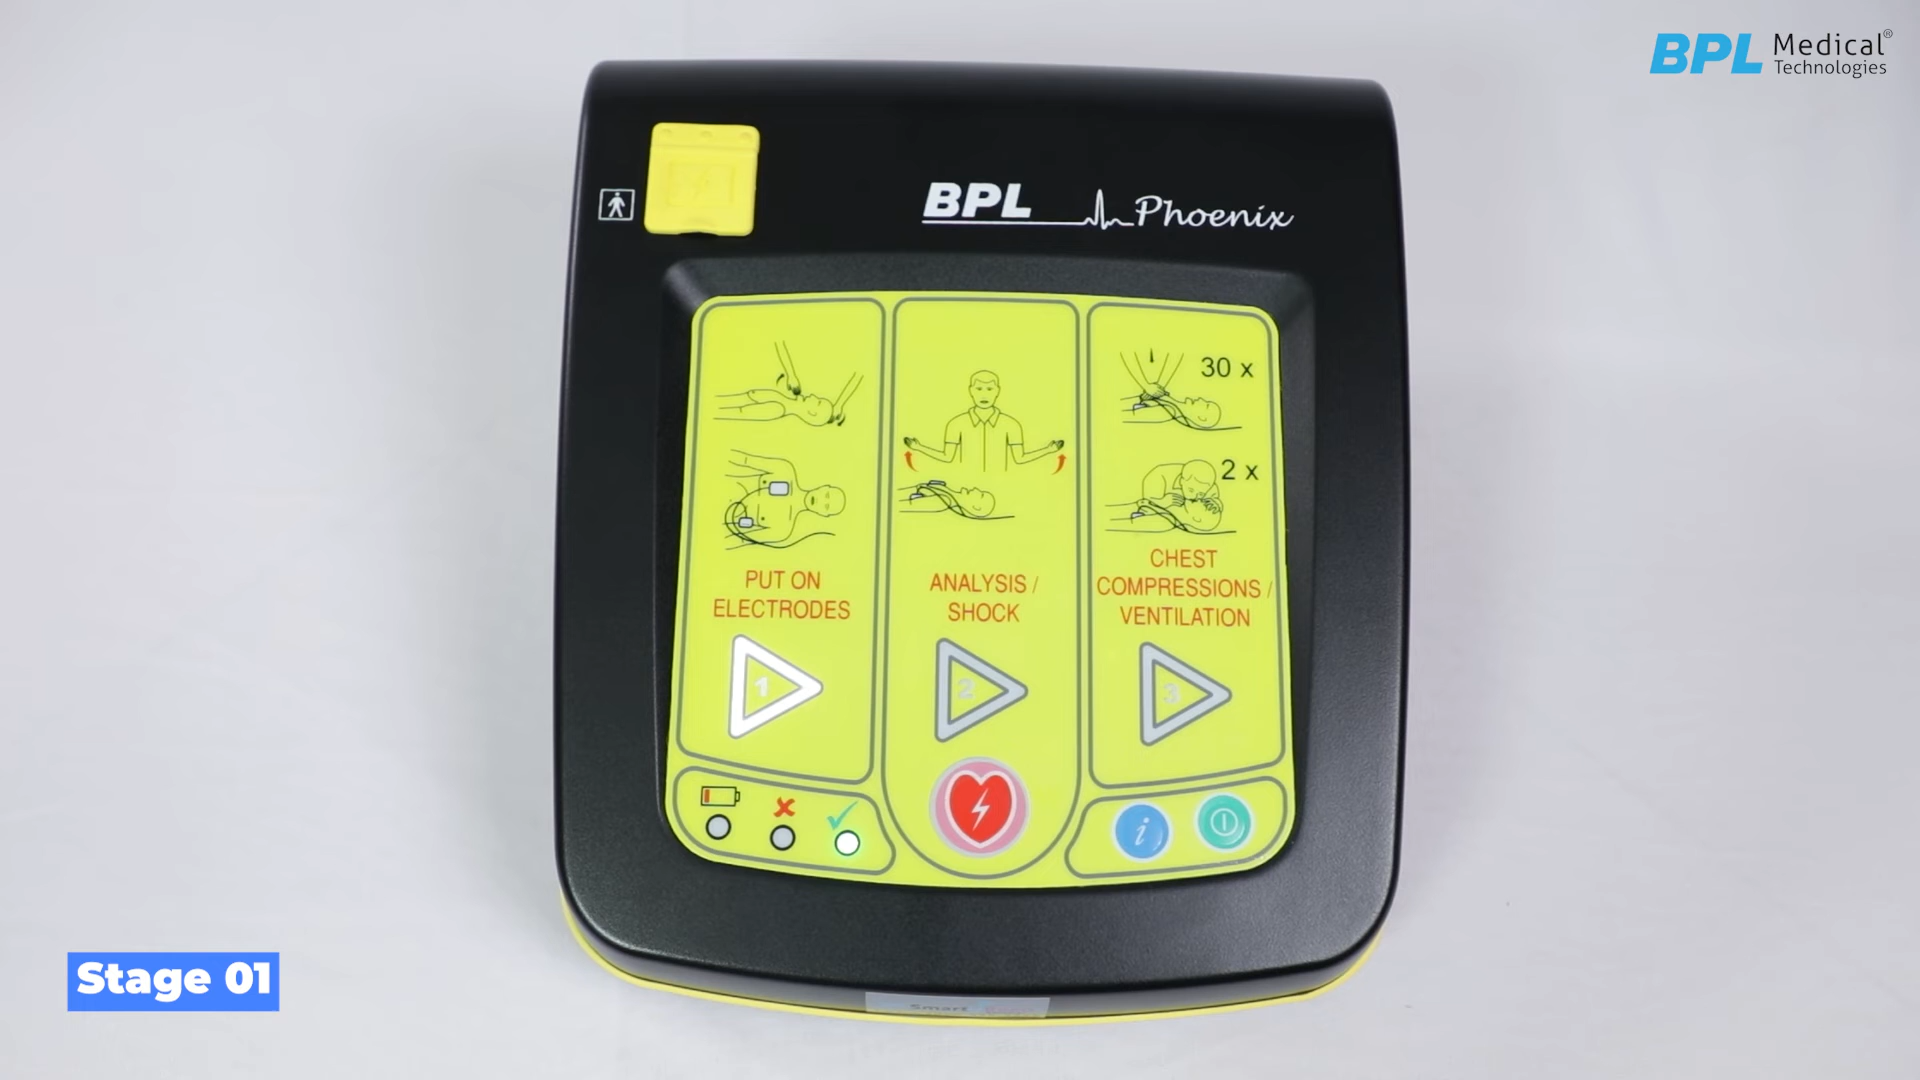 BPL Medical®
Technologies
BPL Phoenix
30 x
2 x
PUT ON
ELECTRODES
ANALYSIS /
SHOCK
CHEST
COMPRESSIONS /
VENTILATION
1
2
3
i
Smart
Stage 01